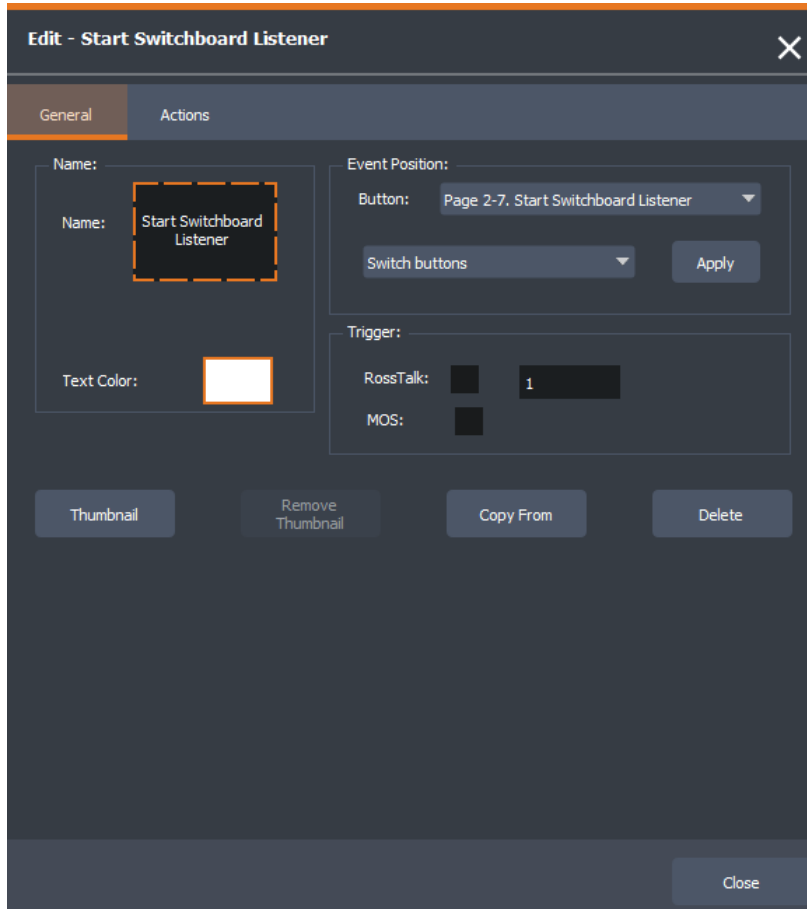 Edit - Start Switchboard Listener
General
Actions
Name:
Name:
Start Switchboard
Listener
Text Color:
Event Position:
Button:
Page 2-7. Start Switchboard Listener
Switch buttons
Apply
Trigger:
RossTalk:
1
MOS:
Thumbnail
Remove
Thumbnail
Copy From
Delete
Close